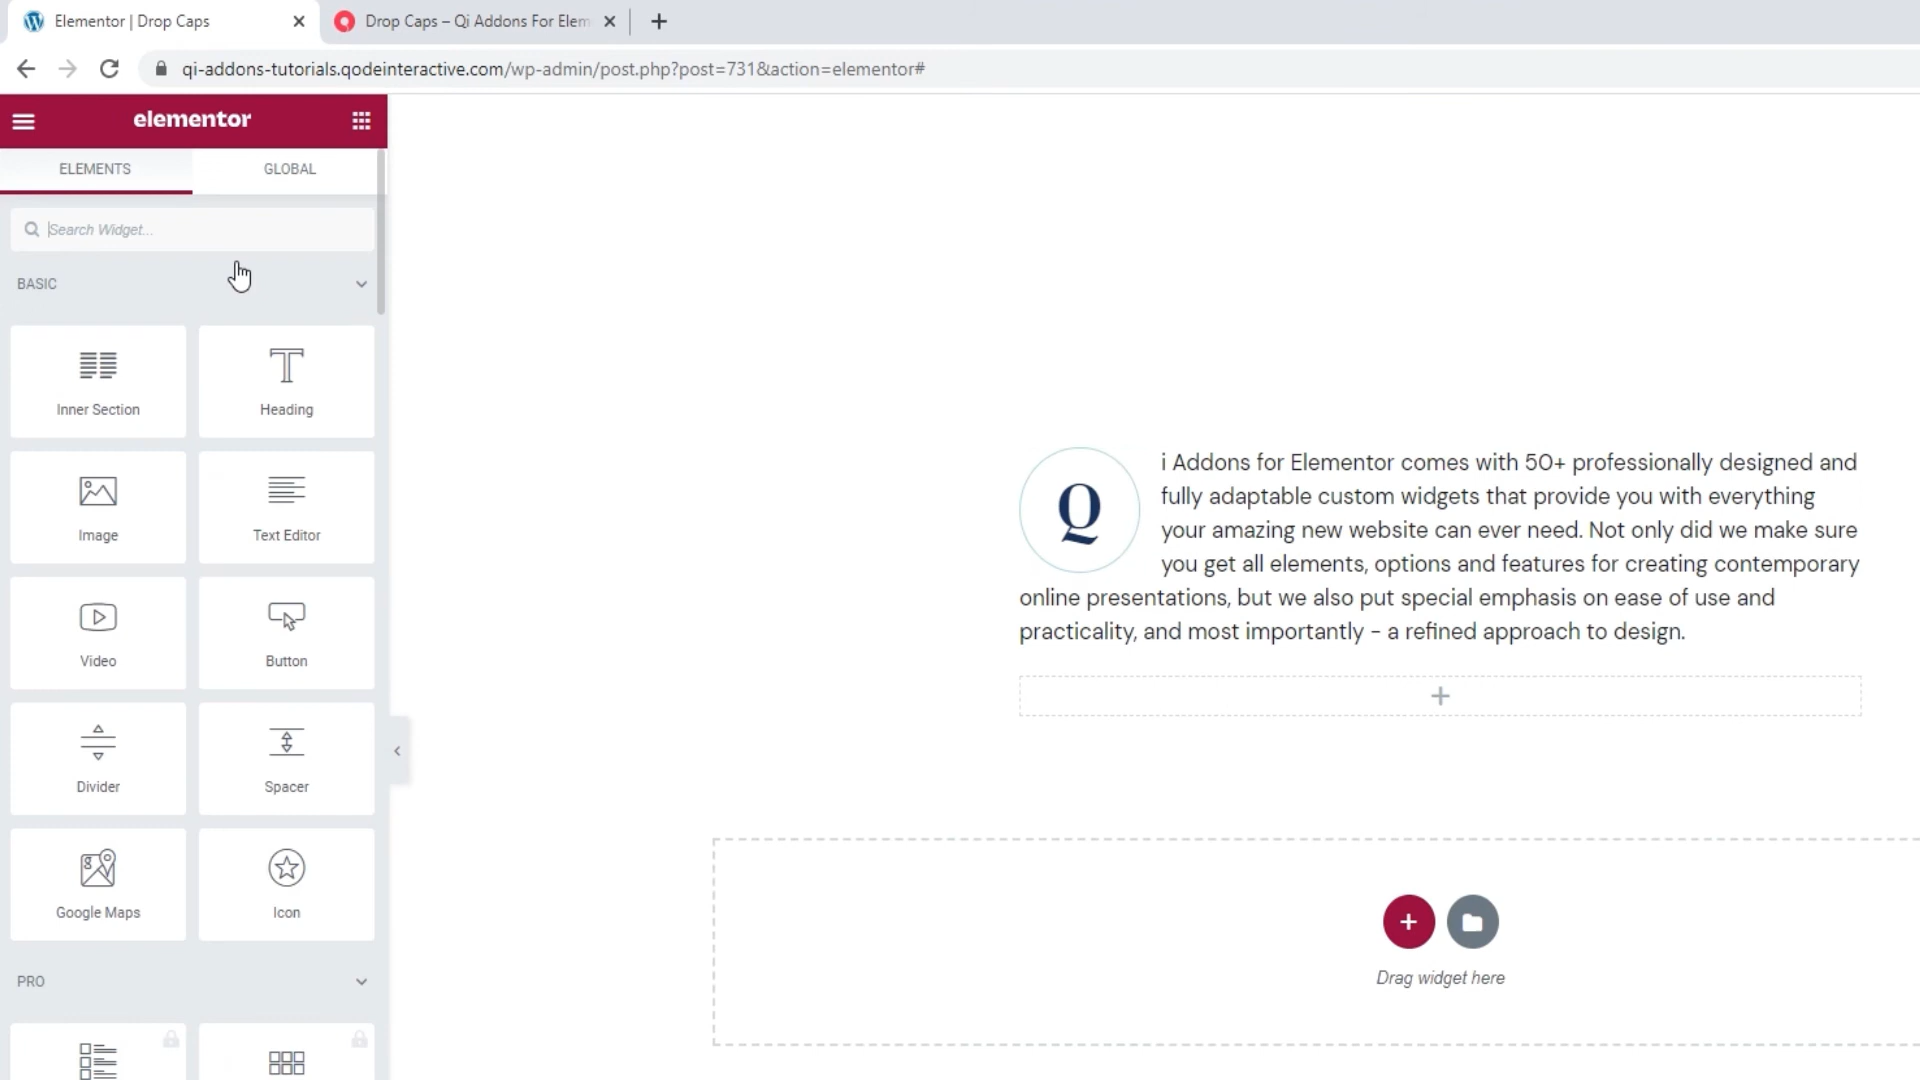 Elementor | Drop Caps
Drop Caps – Qi Addons For Elem
qi-addons-tutorials.qodeinteractive.com/wp-admin/post.php?post=731&action=elementor#
elementor
ELEMENTS
GLOBAL
Search Widget...
BASIC
Inner Section
Heading
Image
Text Editor
Video
Button
Divider
Spacer
Google Maps
Icon
PRO
Q
i Addons for Elementor comes with 50+ professionally designed and
fully adaptable custom widgets that provide you with everything
your amazing new website can ever need. Not only did we make sure
you get all elements, options and features for creating contemporary
online presentations, but we also put special emphasis on ease of use and
practicality, and most importantly – a refined approach to design.
Drag widget here